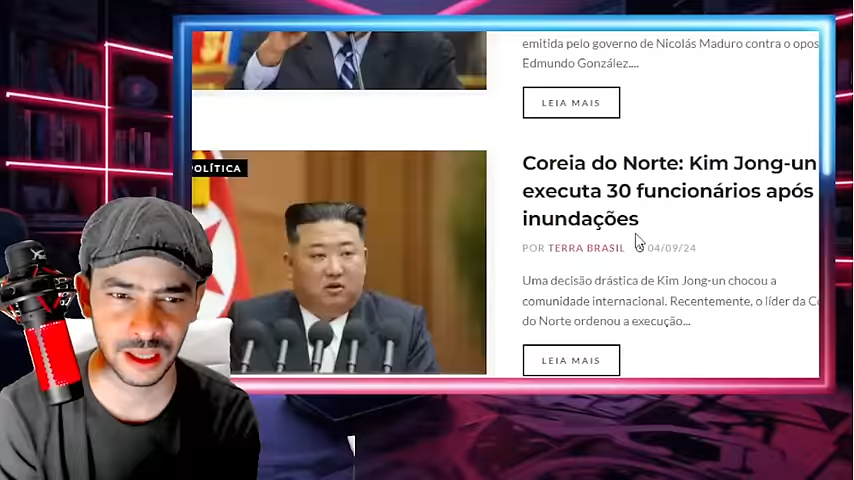 emitida pelo governo de Nicolás Maduro contra o opos
Edmundo González....
LEIA MAIS
POLÍTICA
Coreia do Norte: Kim Jong-un
executa 30 funcionários após
inundações
POR TERRA BRASIL 04/09/24
Uma decisão drástica de Kim Jong-un chocou a
comunidade internacional. Recentemente, o líder da Co
do Norte ordenou a execução...
LEIA MAIS